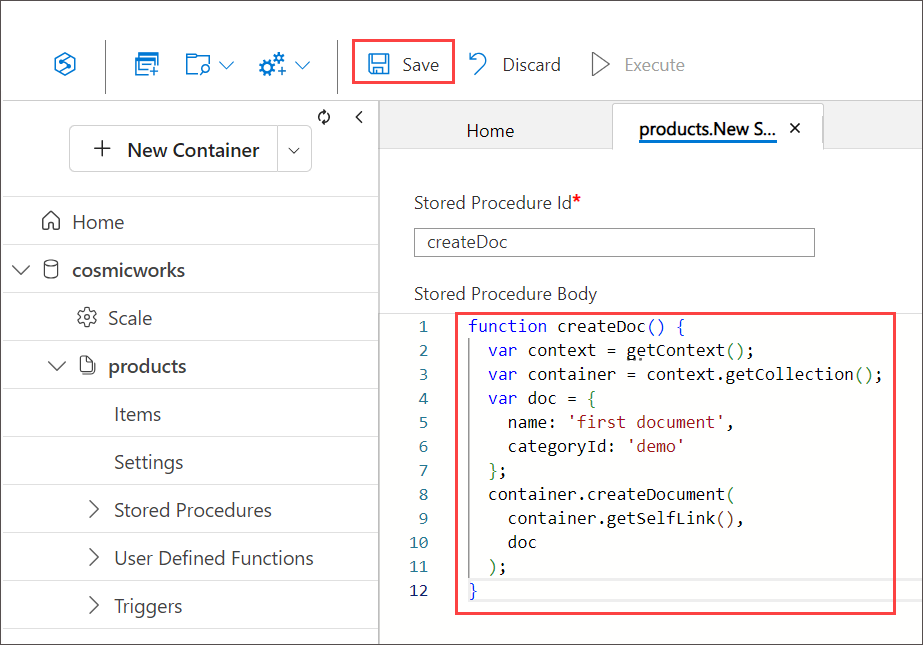 Save
Discard
Execute
New Container
Home
cosmicworks
Scale
products
Items
Settings
Stored Procedures
User Defined Functions
Triggers
Home
products.New S...
Stored Procedure Id*
createDoc
Stored Procedure Body
1 function createDoc() {
2 var context = getContext();
3 var container = context.getCollection();
4 var doc = {
5 name: 'first document',
6 categoryId: 'demo'
7 };
8 container.createDocument(
9 container.getSelfLink(),
10 doc
11 );
12 }